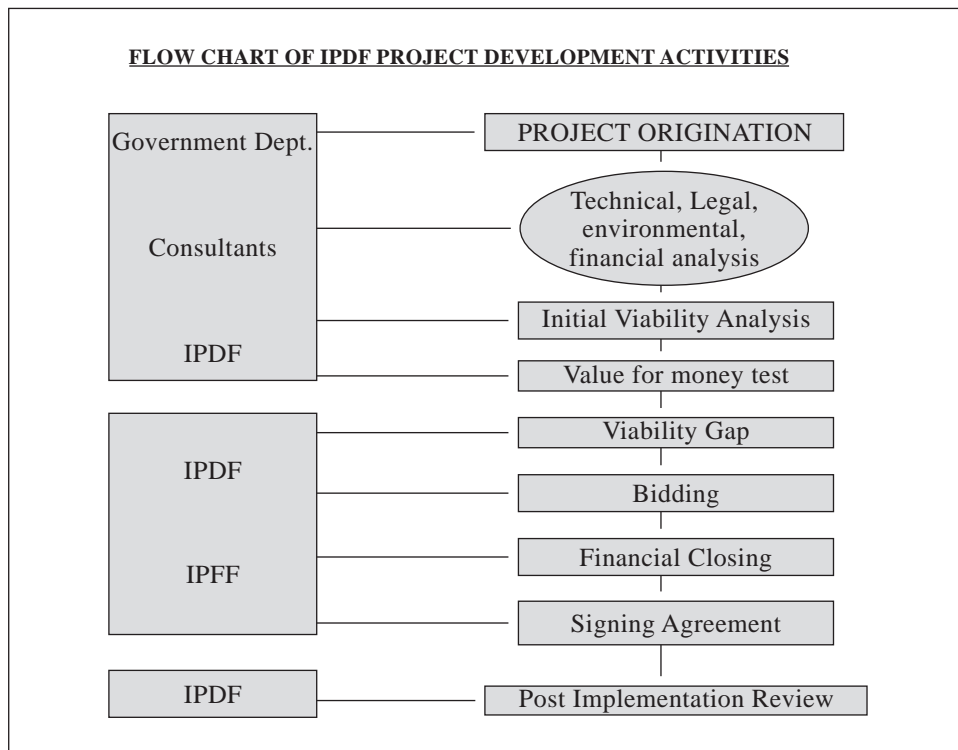 FLOW CHART OF IPDF PROJECT DEVELOPMENT ACTIVITIES
Government Dept.
Consultants
IPDF
PROJECT ORIGINATION
Technical, Legal,
environmental,
financial analysis
Initial Viability Analysis
Value for money test
IPDF
IPFF
Viability Gap
Bidding
Financial Closing
Signing Agreement
IPDF
Post Implementation Review